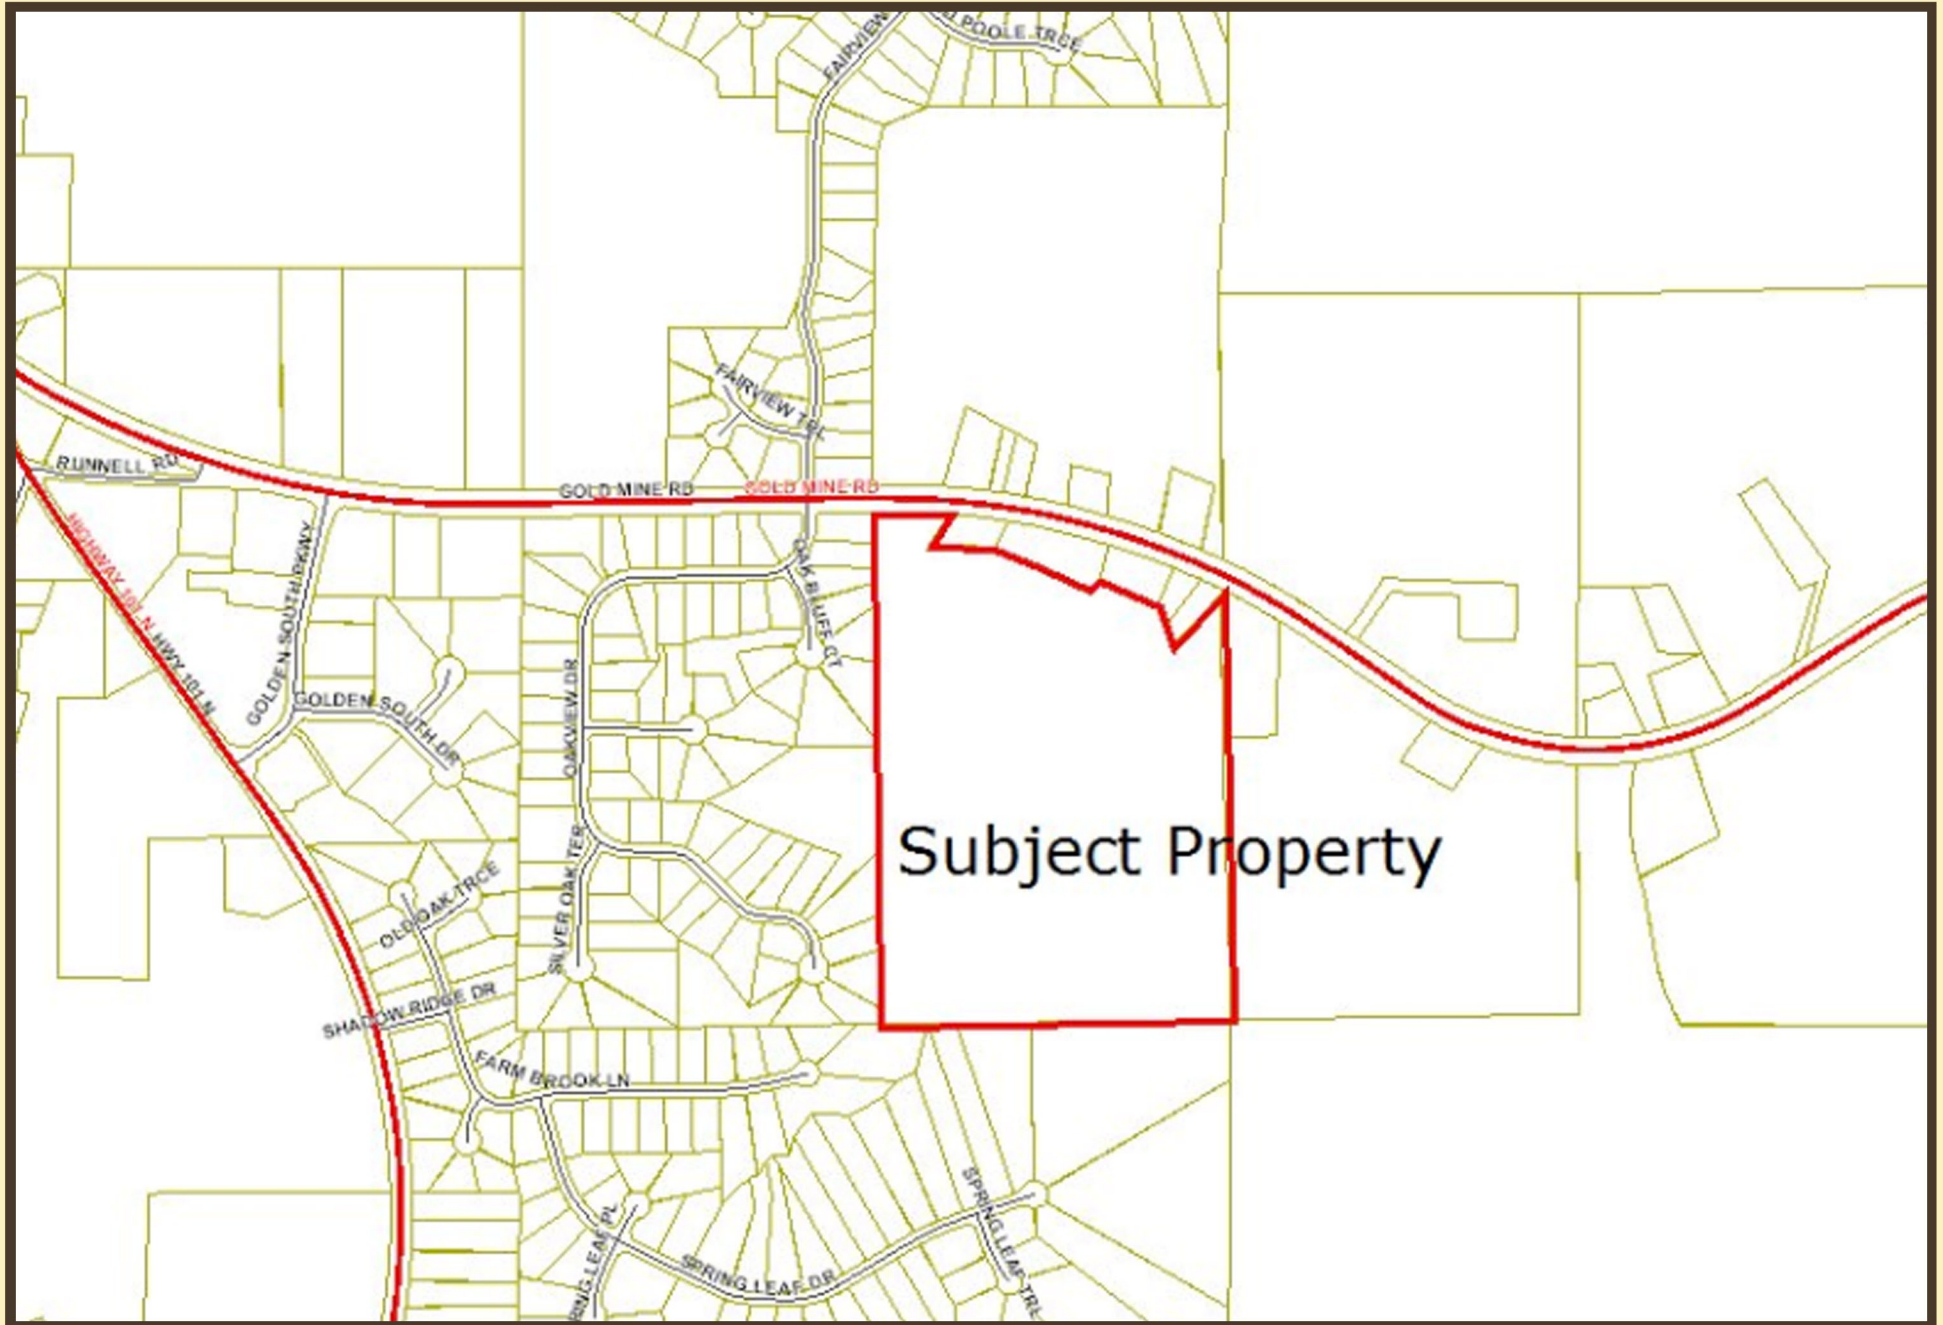 FAIRVIEW
POOLE TRCE
FAIRVIEW TRL
RUNNELL RD
GOLD MINE RD
GOLD MINE RD
HIGHWAY 101 N
HWY 101 N
GOLDEN SOUTH PKWY
GOLDEN SOUTH DR
OAK BLUFF CT
OAKVIEW DR
Subject Property
SILVER OAK TER
OLD OAK TRCE
SHADOW RIDGE DR
FARM BROOK LN
SPRING LEAF TRL
RING LEAF PL
SPRING LEAF DR